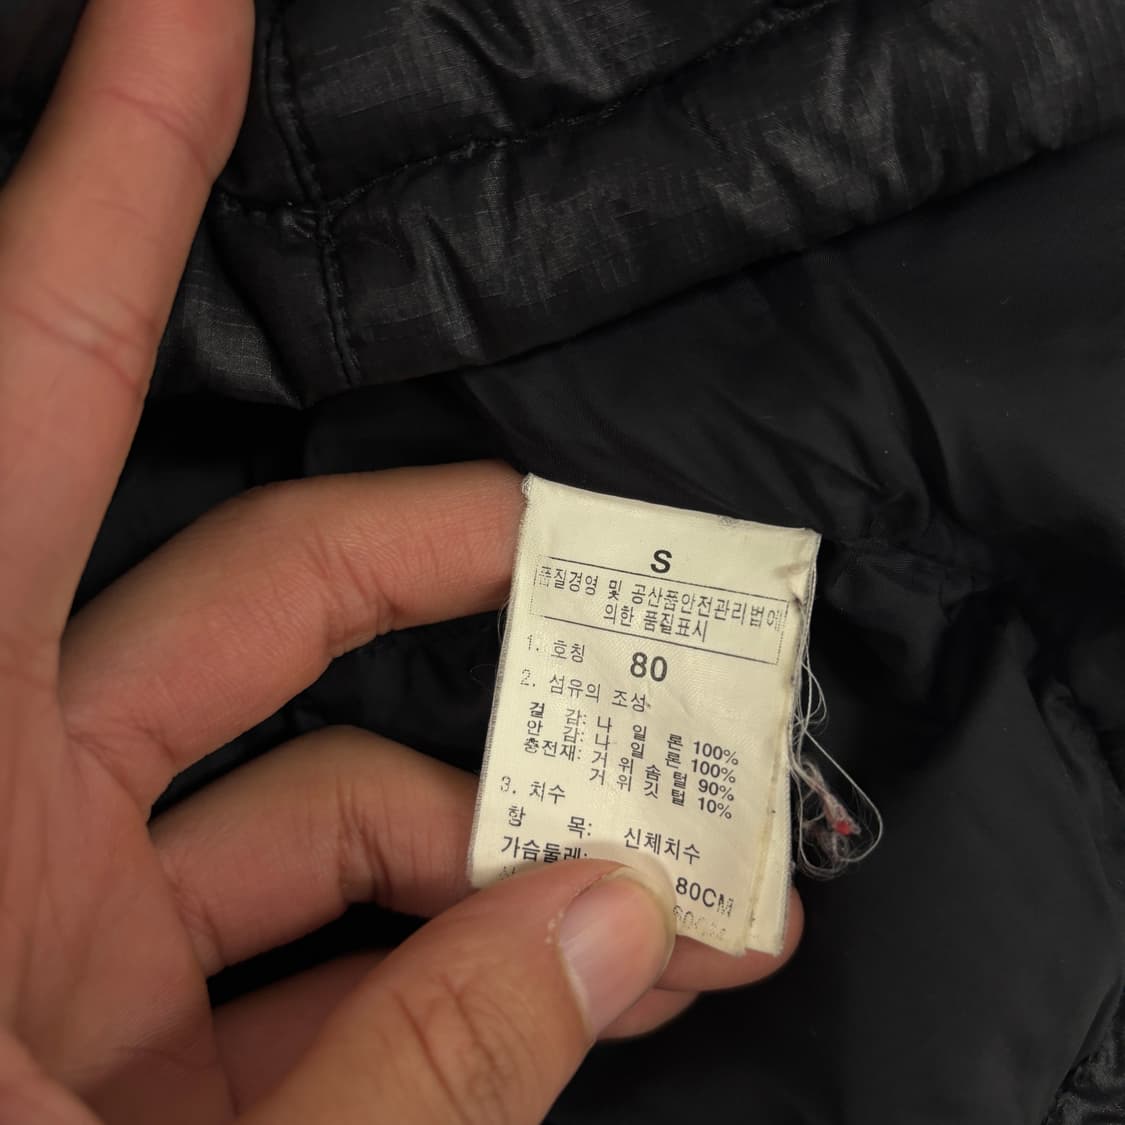 S
품질경영 및 공산품안전관리법에
의한 품질표시
1. 호칭 80
2. 섬유의 조성
겉 감: 나 일 론 100%
안 감: 나 일 론 100%
충전재: 거 위 솜 털 90%
거 위 깃 털 10%
3. 치수
항 목: 신체치수
가슴둘레:
80CM